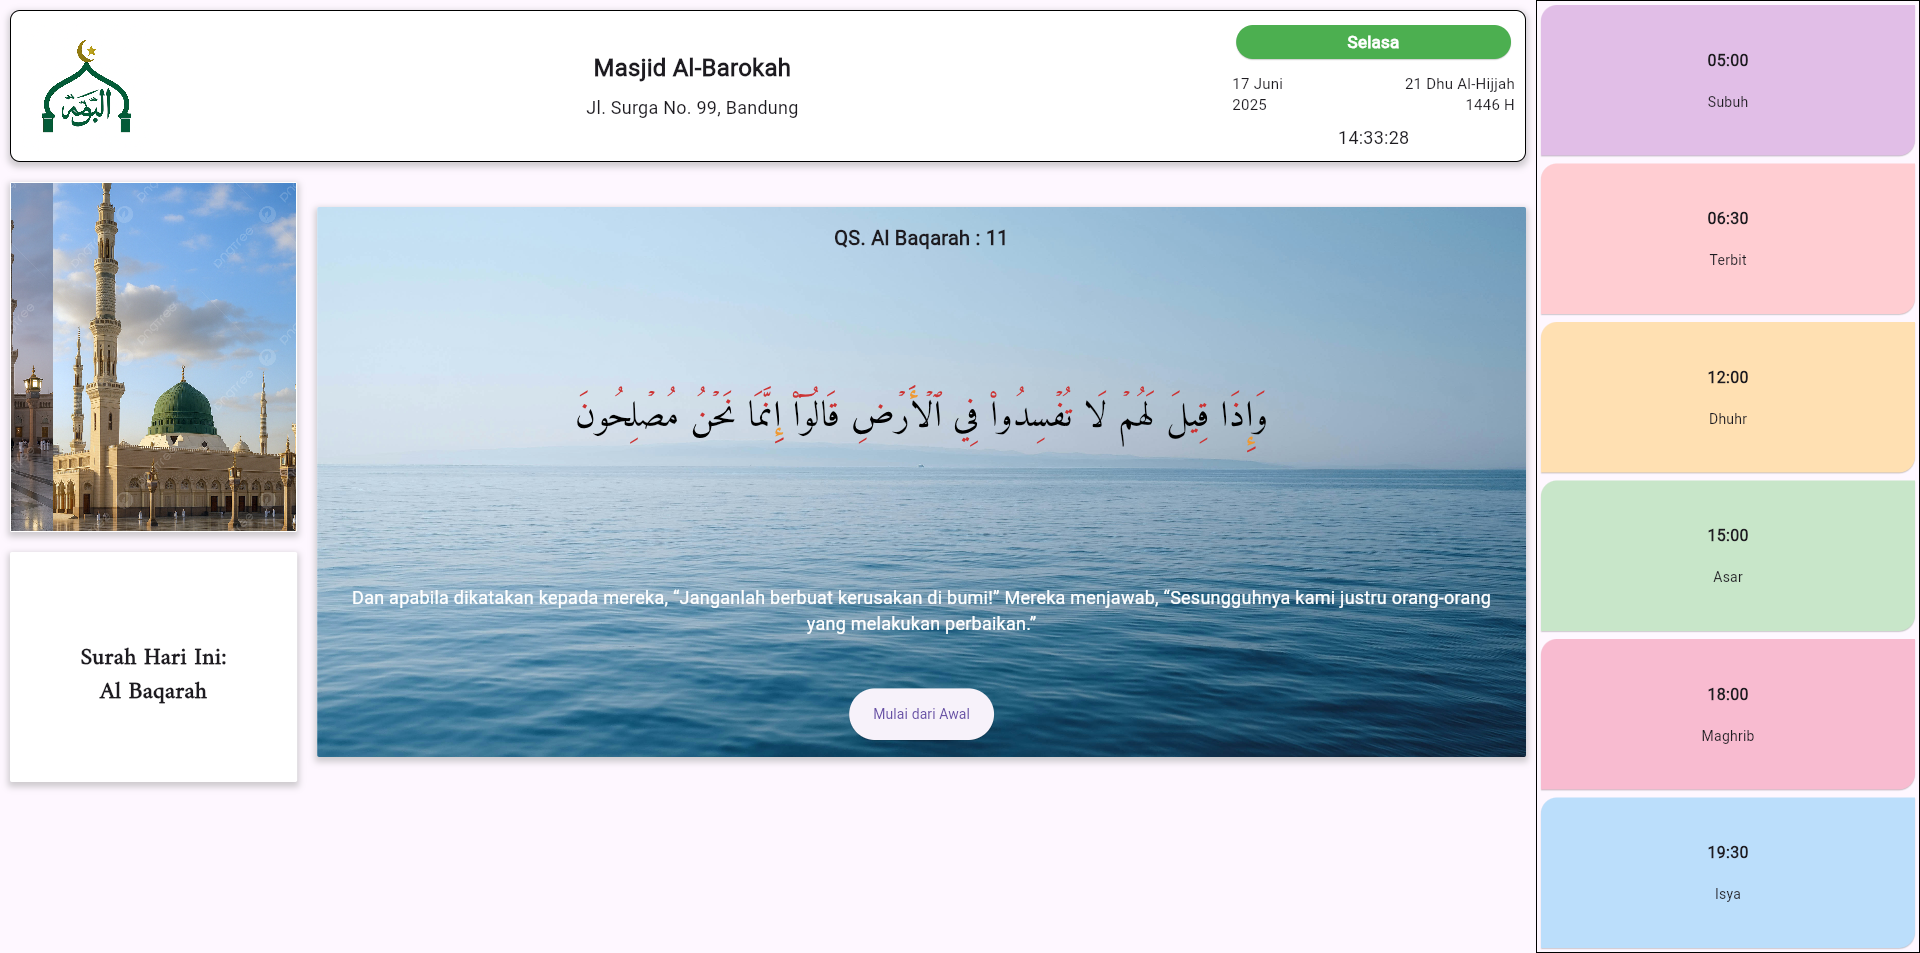 Masjid Al-Barokah
Jl. Surga No. 99, Bandung
Selasa
17 Juni
2025
21 Dhu Al-Hijjah
1446 H
14:33:28
QS. Al Baqarah : 11
وَإِذَا قِيلَ لَهُمۡ لَا تُفۡسِدُواْ فِي ٱلۡأَرۡضِ قَالُوٓاْ إِنَّمَا نَحۡنُ مُصۡلِحُونَ
Dan apabila dikatakan kepada mereka, “Janganlah berbuat kerusakan di bumi!” Mereka menjawab, “Sesungguhnya kami justru orang-orang
yang melakukan perbaikan.”
Mulai dari Awal
Surah Hari Ini:
Al Baqarah
05:00
Subuh
06:30
Terbit
12:00
Dhuhr
15:00
Asar
18:00
Maghrib
19:30
Isya